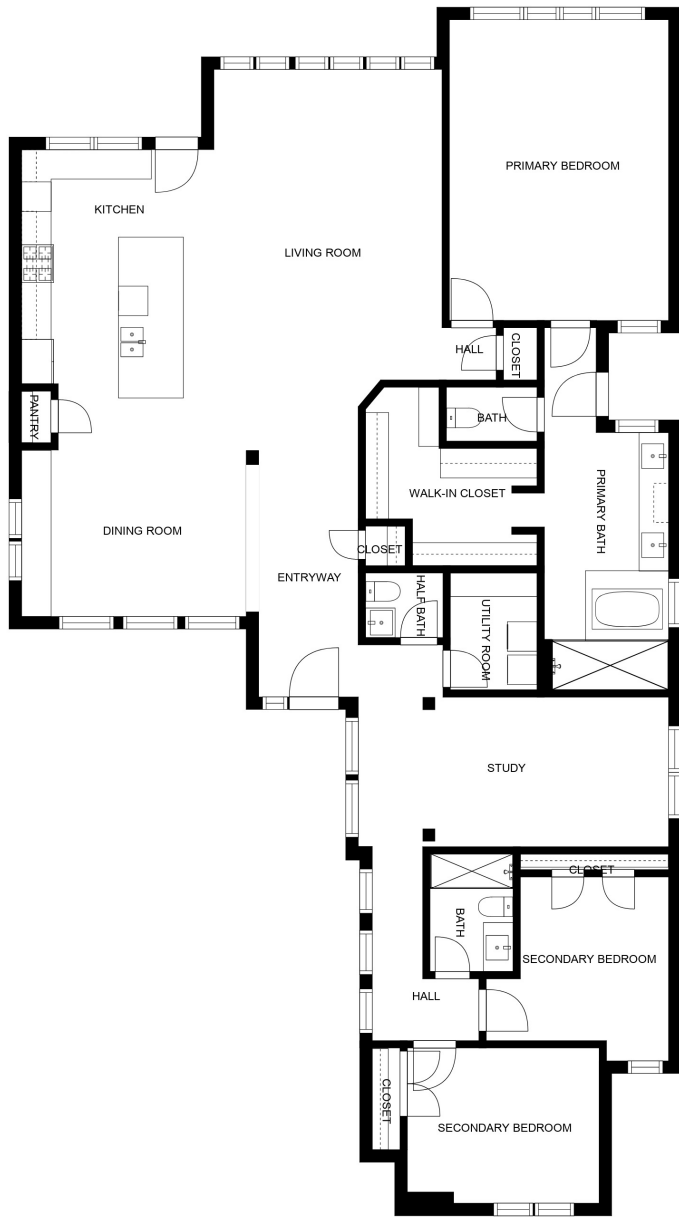 PRIMARY BEDROOM
KITCHEN
LIVING ROOM
HALL
CLOSET
PANTRY
BATH
WALK-IN CLOSET
PRIMARY BATH
DINING ROOM
CLOSET
ENTRYWAY
HALF BATH
UTILITY ROOM
STUDY
CLOSET
BATH
SECONDARY BEDROOM
HALL
CLOSET
SECONDARY BEDROOM